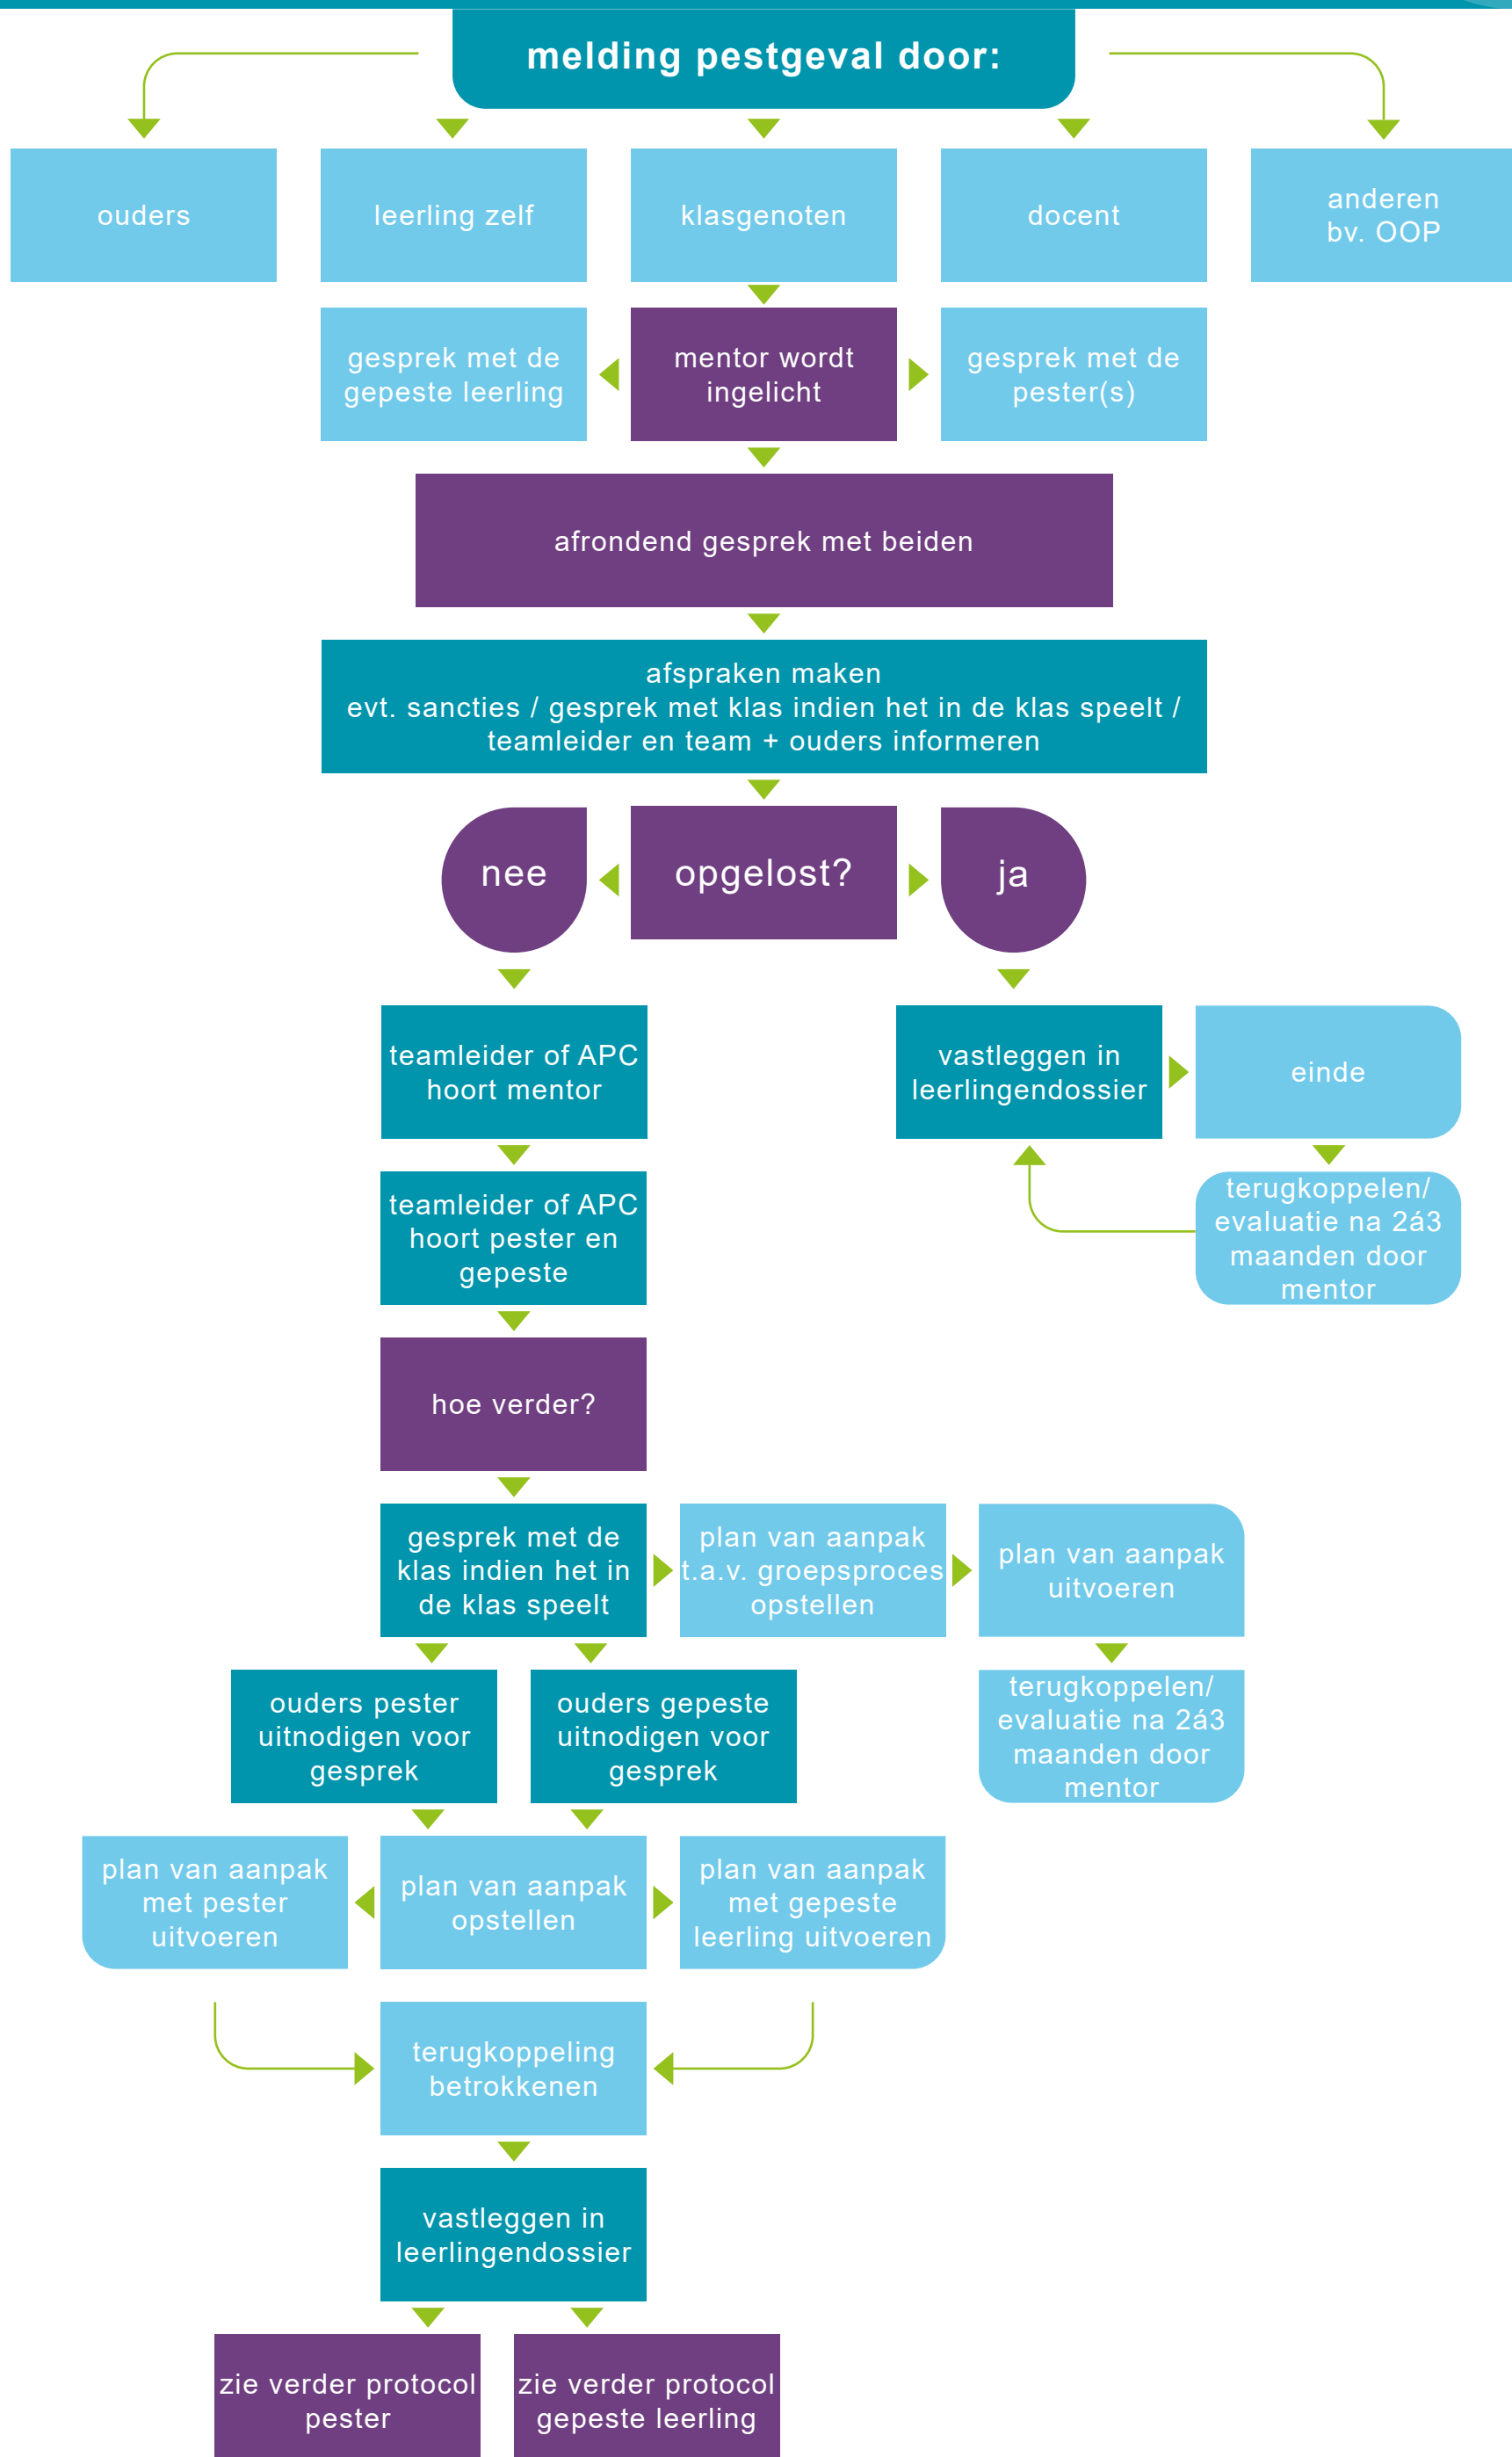 melding pestgeval door:
ouders
leerling zelf
klasgenoten
docent
anderen
bv. OOP
gesprek met de
gepeste leerling
mentor wordt
ingelicht
gesprek met de
pester(s)
afrondend gesprek met beiden
afspraken maken
evt. sancties / gesprek met klas indien het in de klas speelt /
teamleider en team + ouders informeren
nee
opgelost?
ja
teamleider of APC
hoort mentor
vastleggen in
leerlingendossier
einde
teamleider of APC
hoort pester en
gepeste
terugkoppelen/
evaluatie na 2á3
maanden door
mentor
hoe verder?
gesprek met de
klas indien het in
de klas speelt
plan van aanpak
t.a.v. groepsproces
opstellen
plan van aanpak
uitvoeren
ouders pester
uitnodigen voor
gesprek
ouders gepeste
uitnodigen voor
gesprek
terugkoppelen/
evaluatie na 2á3
maanden door
mentor
plan van aanpak
met pester
uitvoeren
plan van aanpak
opstellen
plan van aanpak
met gepeste
leerling uitvoeren
terugkoppeling
betrokkenen
vastleggen in
leerlingendossier
zie verder protocol
pester
zie verder protocol
gepeste leerling